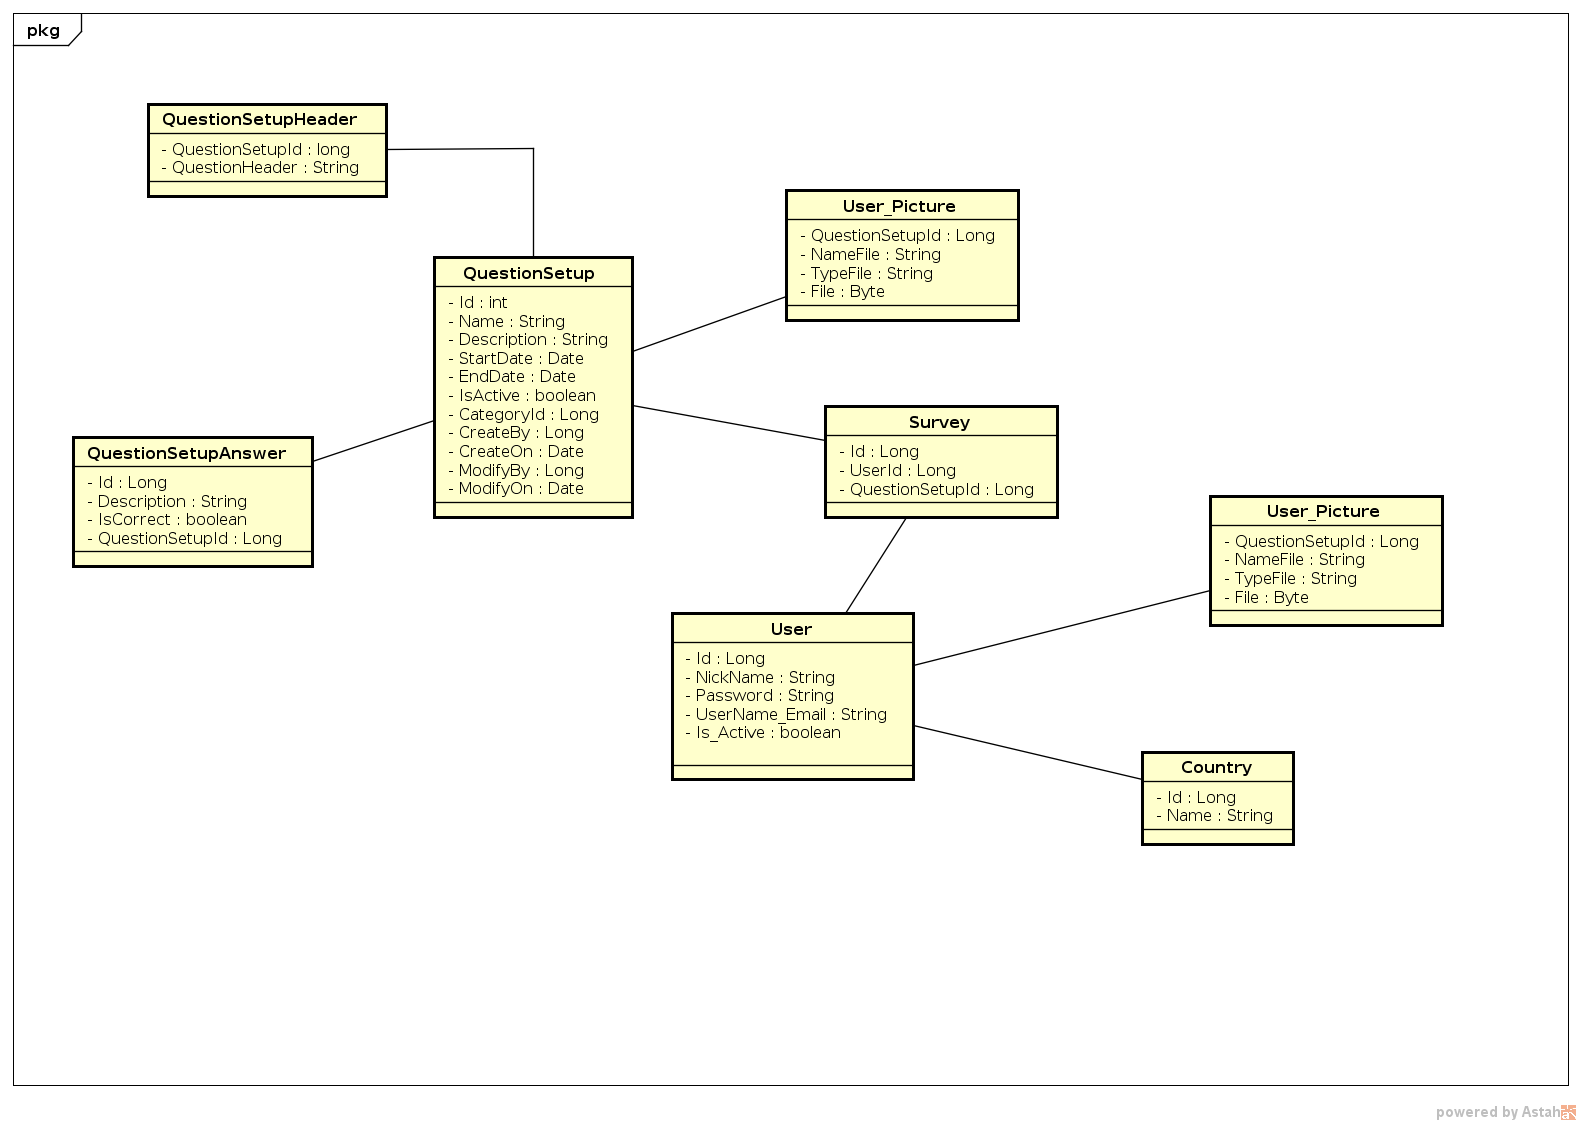 pkg
QuestionSetupHeader
- QuestionSetupId : long
- QuestionHeader : String
User_Picture
- QuestionSetupId : Long
- NameFile : String
- TypeFile : String
- File : Byte
QuestionSetup
- Id : int
- Name : String
- Description : String
- StartDate : Date
- EndDate : Date
- IsActive : boolean
- CategoryId : Long
- CreateBy : Long
- CreateOn : Date
- ModifyBy : Long
- ModifyOn : Date
Survey
- Id : Long
- UserId : Long
- QuestionSetupId : Long
QuestionSetupAnswer
- Id : Long
- Description : String
- IsCorrect : boolean
- QuestionSetupId : Long
User_Picture
- QuestionSetupId : Long
- NameFile : String
- TypeFile : String
- File : Byte
User
- Id : Long
- NickName : String
- Password : String
- UserName_Email : String
- Is_Active : boolean
Country
- Id : Long
- Name : String
powered by Astah